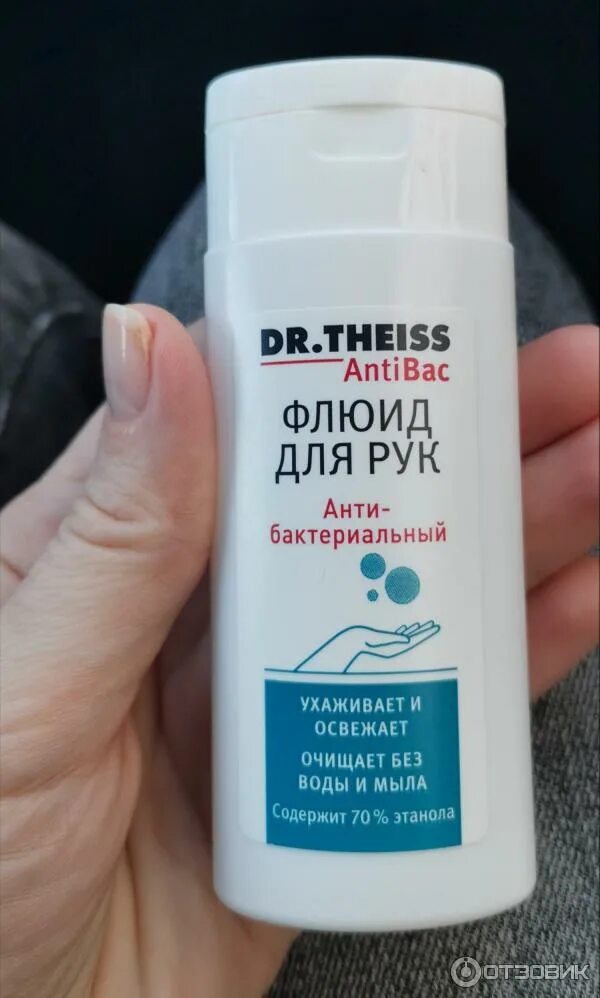 DR.THEISS
AntiBac
ФЛЮИД
ДЛЯ РУК
Анти-
бактериальный
УХАЖИВАЕТ И
ОСВЕЖАЕТ
ОЧИЩАЕТ БЕЗ
ВОДЫ И МЫЛА
Содержит 70 % этанола
ОТЗОВИК